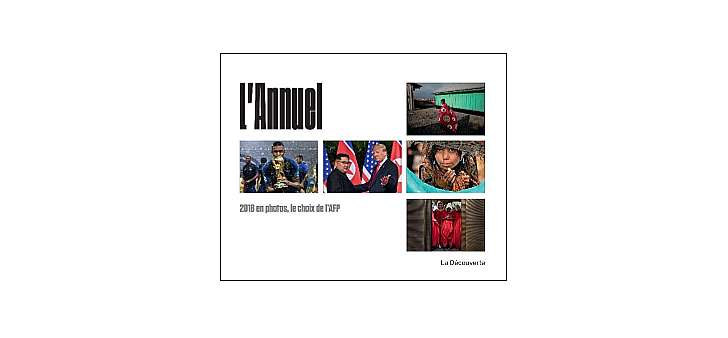 L'Annuel
2018 en photos, le choix de l'AFP
La Découverte